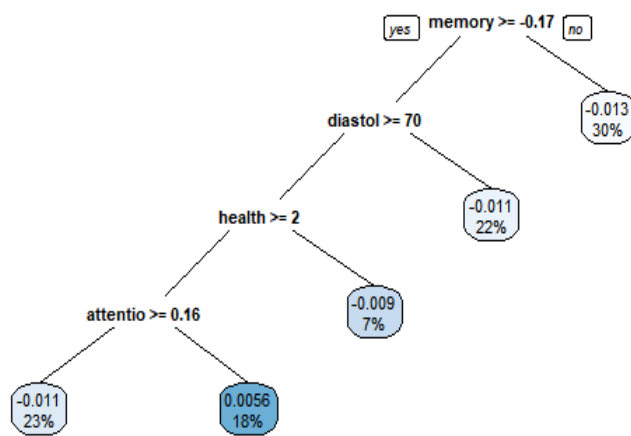 yes memory >= -0.17 no
-0.013
30%
diastol >= 70
-0.011
22%
health >= 2
-0.009
7%
attentio >= 0.16
-0.011
23%
0.0056
18%